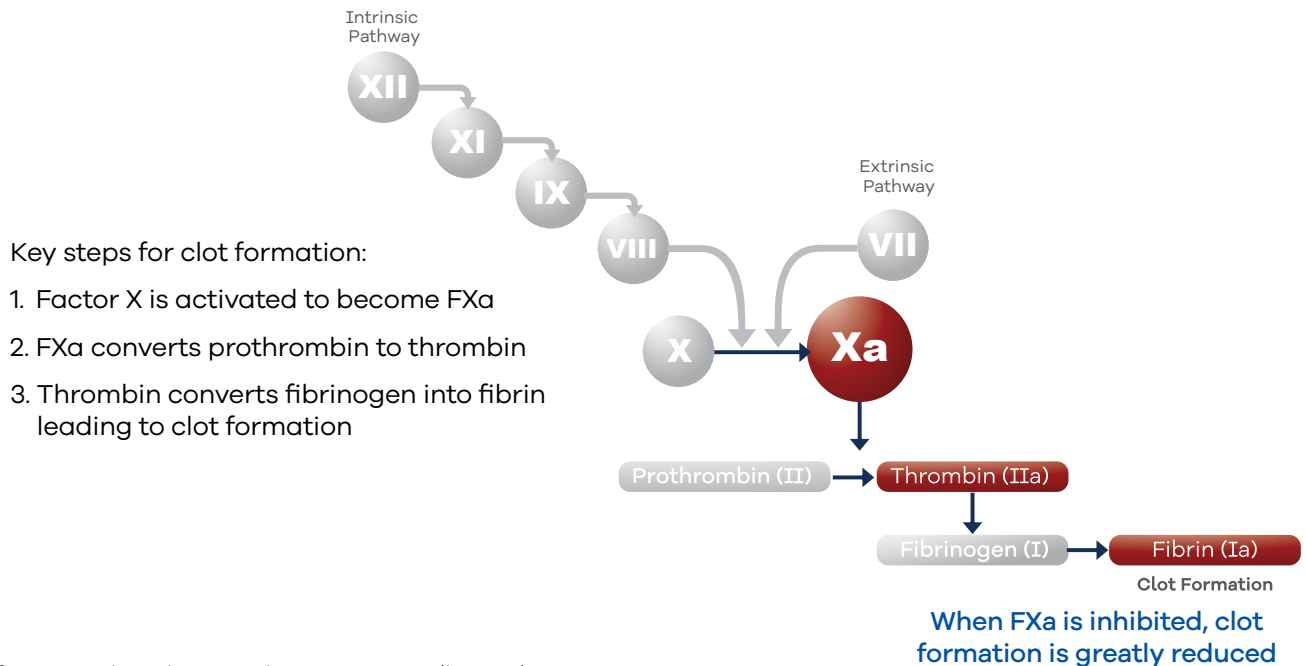 Intrinsic
Pathway
XII
XI
IX
Extrinsic
Pathway
VIII
VII
Key steps for clot formation:
1. Factor X is activated to become FXa
2. FXa converts prothrombin to thrombin
3. Thrombin converts fibrinogen into fibrin
leading to clot formation
X
Xa
Prothrombin (II)
Thrombin (IIa)
Fibrinogen (I)
Fibrin (Ia)
Clot Formation
When FXa is inhibited, clot
formation is greatly reduced